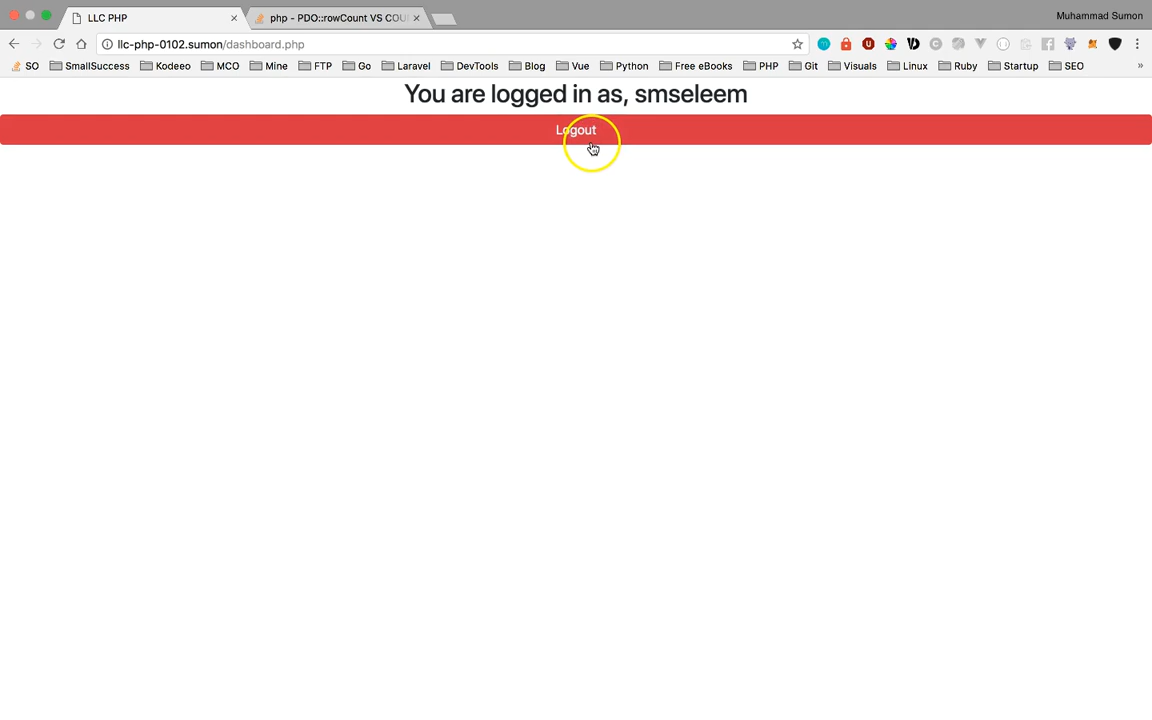 LLC PHP
php - PDO::rowCount VS COU
Muhammad Sumon
llc-php-0102.sumon/dashboard.php
SO SmallSuccess Kodeeo MCO Mine FTP Go Laravel DevTools Blog Vue Python Free eBooks PHP Git Visuals Linux Ruby Startup SEO »
You are logged in as, smseleem
Logout